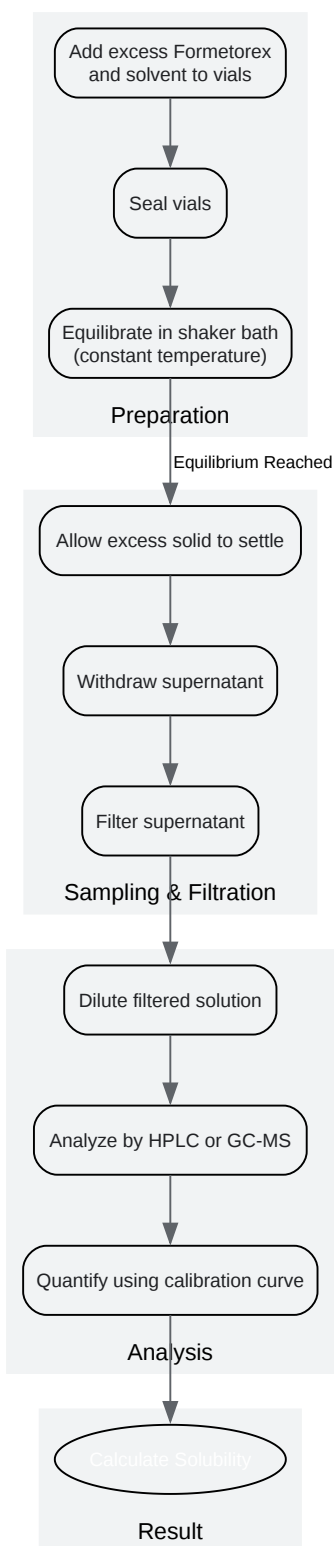 Add excess Formetorex
and solvent to vials
Seal vials
Equilibrate in shaker bath
(constant temperature)
Preparation
Equilibrium Reached
Allow excess solid to settle
Withdraw supernatant
Filter supernatant
Sampling & Filtration
Dilute filtered solution
Analyze by HPLC or GC-MS
Quantify using calibration curve
Analysis
Calculate Solubility
Result